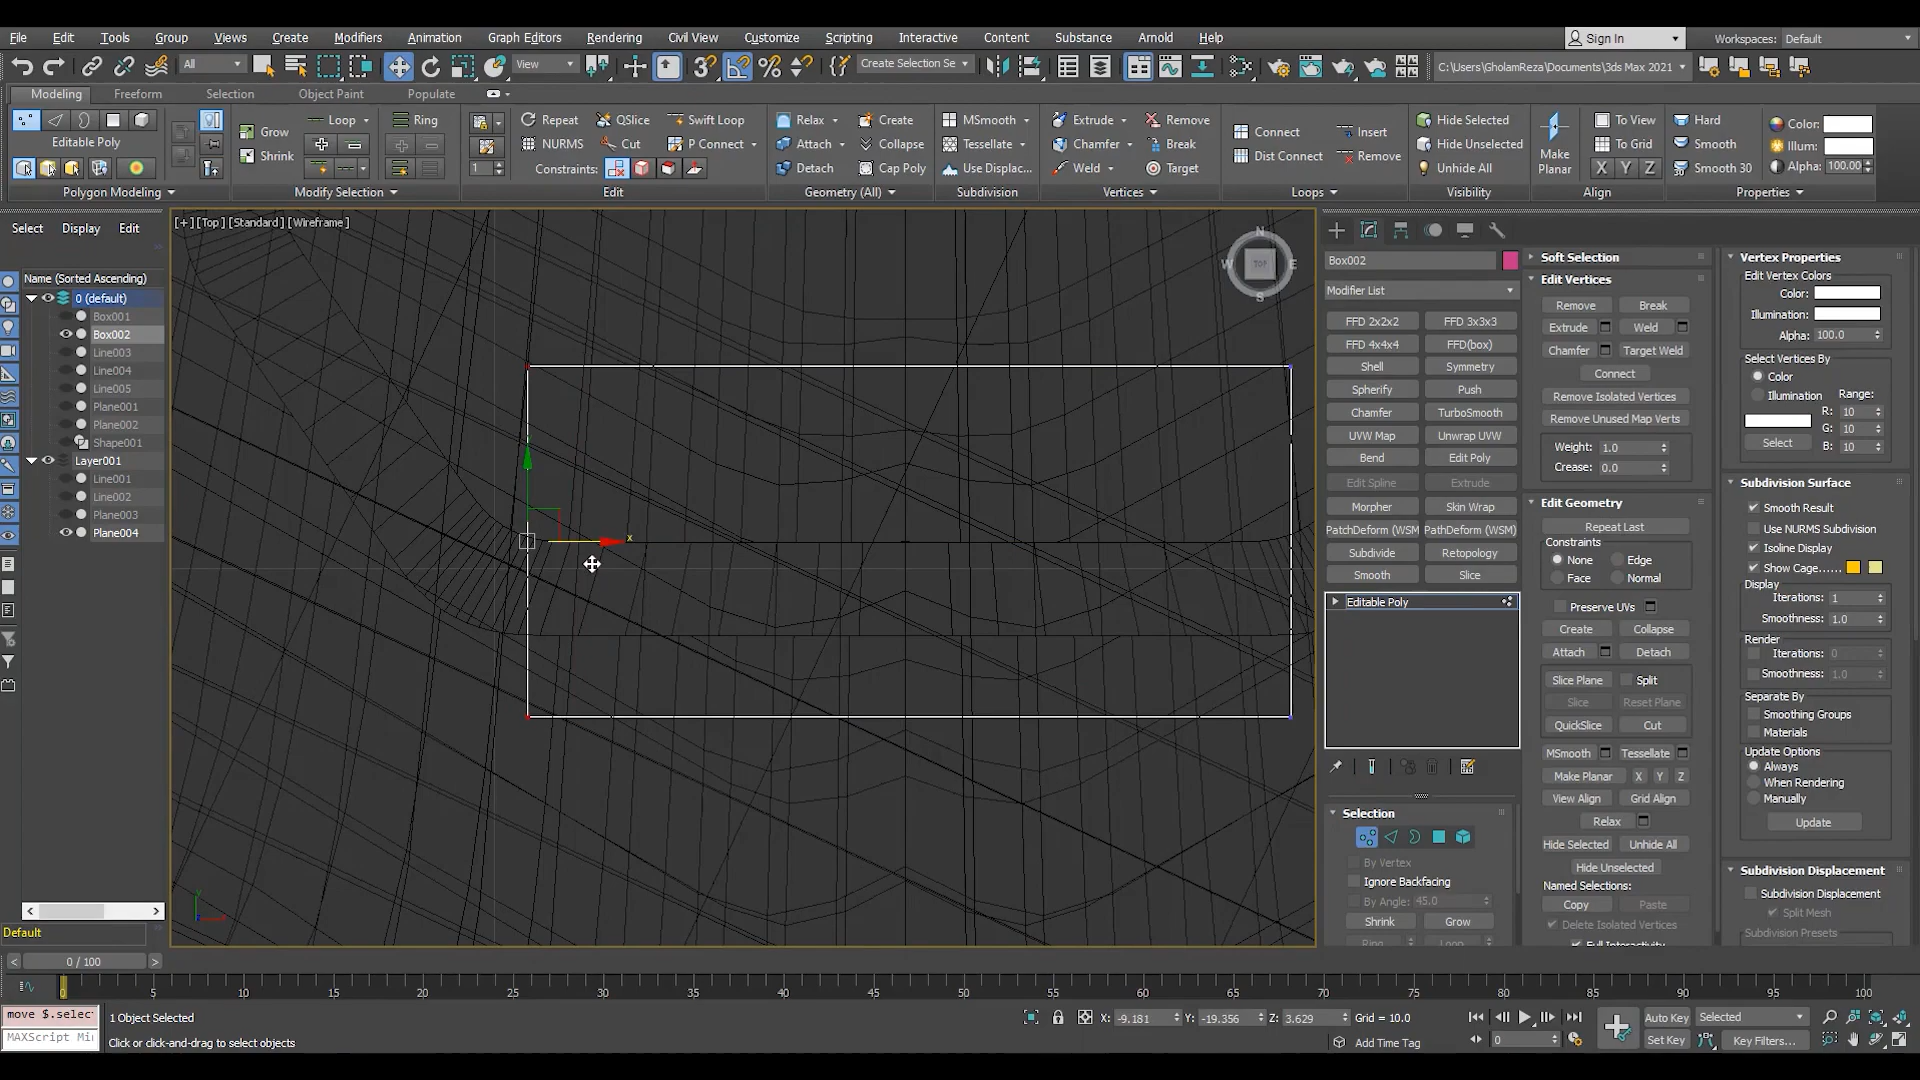 File Edit Tools Group Views Create Modifiers Animation Graph Editors Rendering Civil View Customize Scripting Interactive Content Substance Arnold Help Sign In Workspaces: Default
All View Create Selection Se C:\Users\GholamReza\Documents\3ds Max 2021
Modeling Freeform Selection Object Paint Populate
Loop Ring Repeat QSlice Swift Loop Relax Create MSmooth Extrude Remove Hide Selected To View Hard Color:
Grow Connect Insert
Editable Poly NURMS Cut P Connect Attach Collapse Tessellate Chamfer Break Hide Unselected Make Planar To Grid Smooth Illum:
Shrink Dist Connect Remove
1 Constraints: Detach Cap Poly Use Displac... Weld Target Unhide All X Y Z Smooth 30 Alpha: 100.00
Polygon Modeling Modify Selection Edit Geometry (All) Subdivision Vertices Loops Visibility Align Properties
Select Display Edit
[+] [Top] [Standard] [Wireframe]
N
W TOP E
S
x
Name (Sorted Ascending)
0 (default)
Box001
Box002
Line003
Line004
Line005
Plane001
Plane002
Shape001
Layer001
Line001
Line002
Plane003
Plane004
Default
Box002
Modifier List
FFD 2x2x2 FFD 3x3x3
FFD 4x4x4 FFD(box)
Shell Symmetry
Spherify Push
Chamfer TurboSmooth
UVW Map Unwrap UVW
Bend Edit Poly
Edit Spline Extrude
Morpher Skin Wrap
PatchDeform (WSM PathDeform (WSM)
Subdivide Retopology
Smooth Slice
Editable Poly
Selection
By Vertex
Ignore Backfacing
By Angle: 45.0
Shrink Grow
Soft Selection
Edit Vertices
Remove Break
Extrude Weld
Chamfer Target Weld
Connect
Remove Isolated Vertices
Remove Unused Map Verts
Weight: 1.0
Crease: 0.0
Edit Geometry
Repeat Last
Constraints
None Edge
Face Normal
Preserve UVs
Create Collapse
Attach Detach
Slice Plane Split
Slice Reset Plane
QuickSlice Cut
MSmooth Tessellate
Make Planar X Y Z
View Align Grid Align
Relax
Hide Selected Unhide All
Hide Unselected
Named Selections:
Copy Paste
Delete Isolated Vertices
Full Interactivity
Vertex Properties
Edit Vertex Colors
Color:
Illumination:
Alpha: 100.0
Select Vertices By
Color
Illumination Range:
R: 10
G: 10
Select B: 10
Subdivision Surface
Smooth Result
Use NURMS Subdivision
Isoline Display
Show Cage......
Display
Iterations: 1
Smoothness: 1.0
Render
Iterations: 0
Smoothness: 1.0
Separate By
Smoothing Groups
Materials
Update Options
Always
When Rendering
Manually
Update
Subdivision Displacement
Subdivision Displacement
Split Mesh
Subdivision Presets
0 / 100
0 5 10 15 20 25 30 35 40 45 50 55 60 65 70 75 80 85 90 95 100
move $.selec 1 Object Selected X: -9.181 Y: -19.356 Z: 3.629 Grid = 10.0 Auto Key Selected
MAXScript Mi Click or click-and-drag to select objects Add Time Tag 0 Set Key Key Filters...